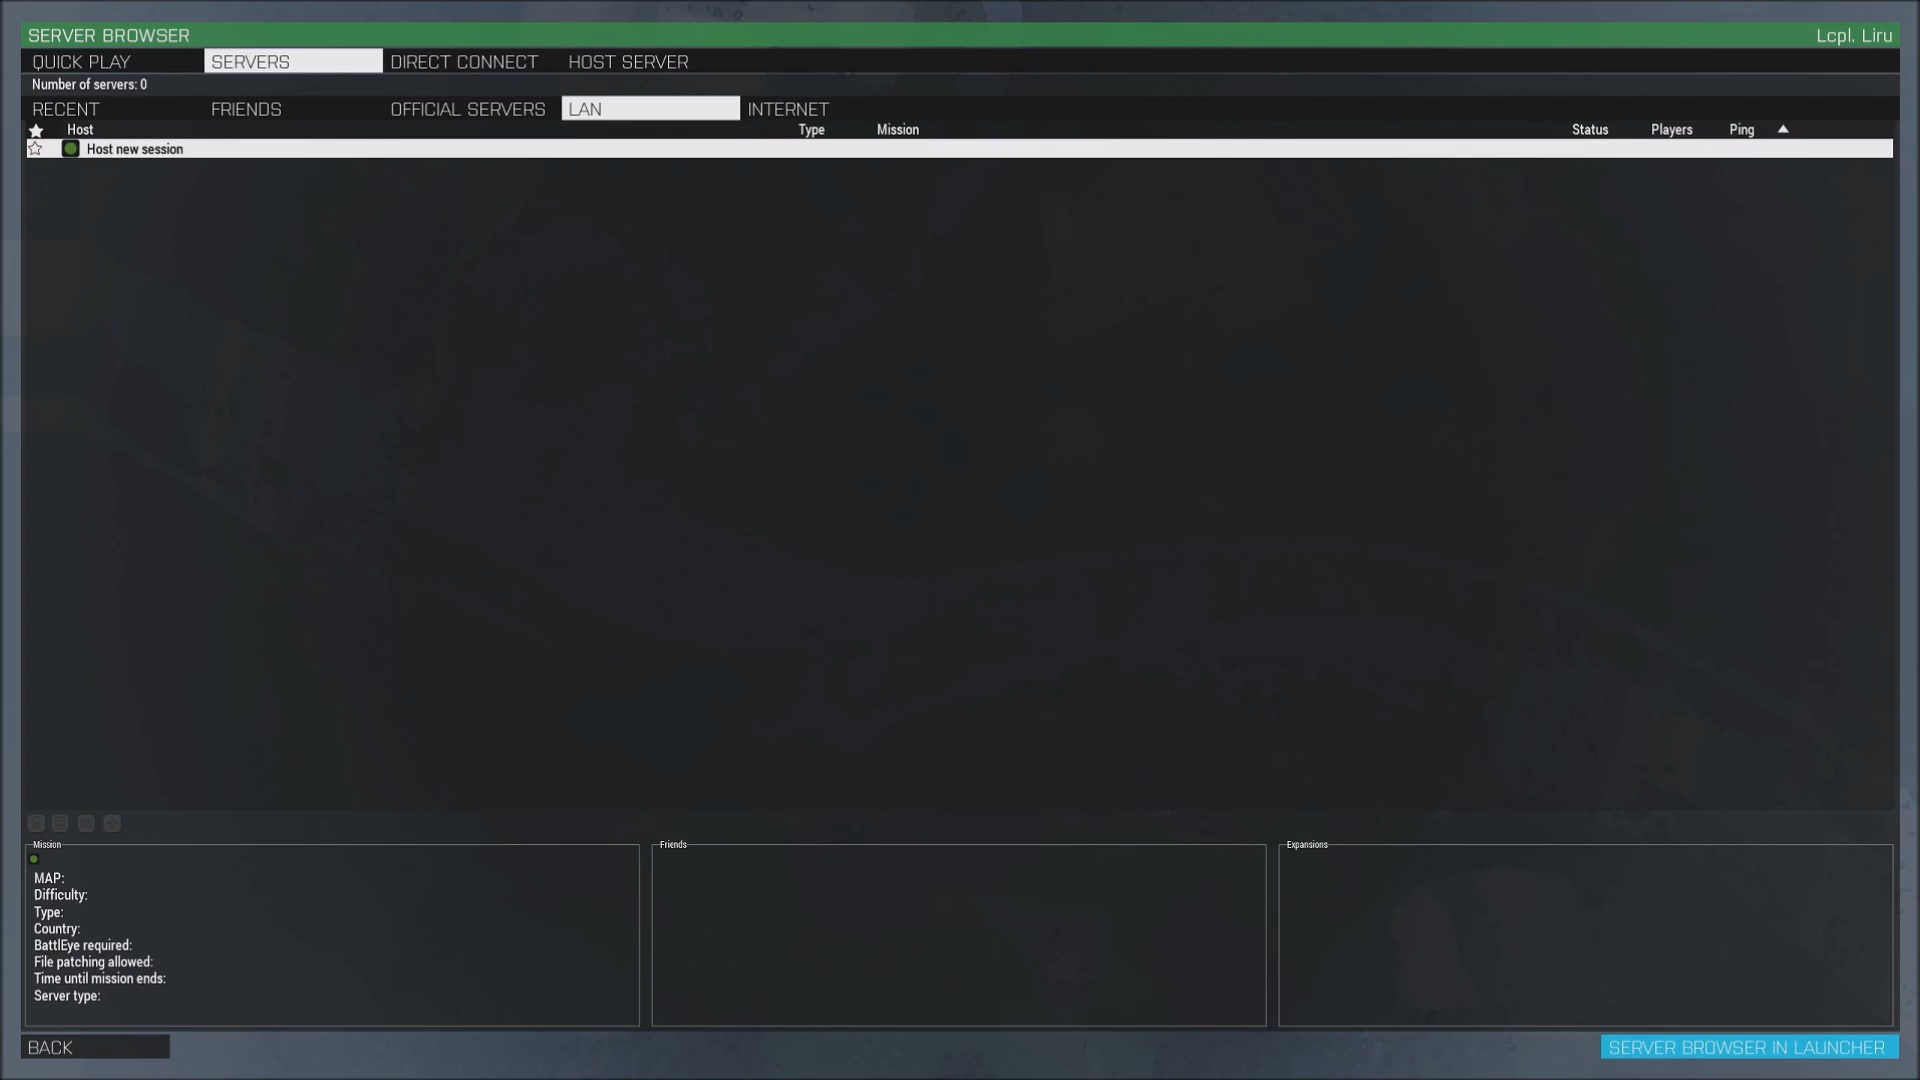 SERVER BROWSER Lcpl. Liru
QUICK PLAY SERVERS DIRECT CONNECT HOST SERVER
Number of servers: 0
RECENT FRIENDS OFFICIAL SERVERS LAN INTERNET
Host Type Mission Status Players Ping
Host new session
Mission
MAP:
Difficulty:
Type:
Country:
BattlEye required:
File patching allowed:
Time until mission ends:
Server type:
Friends
Expansions
BACK SERVER BROWSER IN LAUNCHER